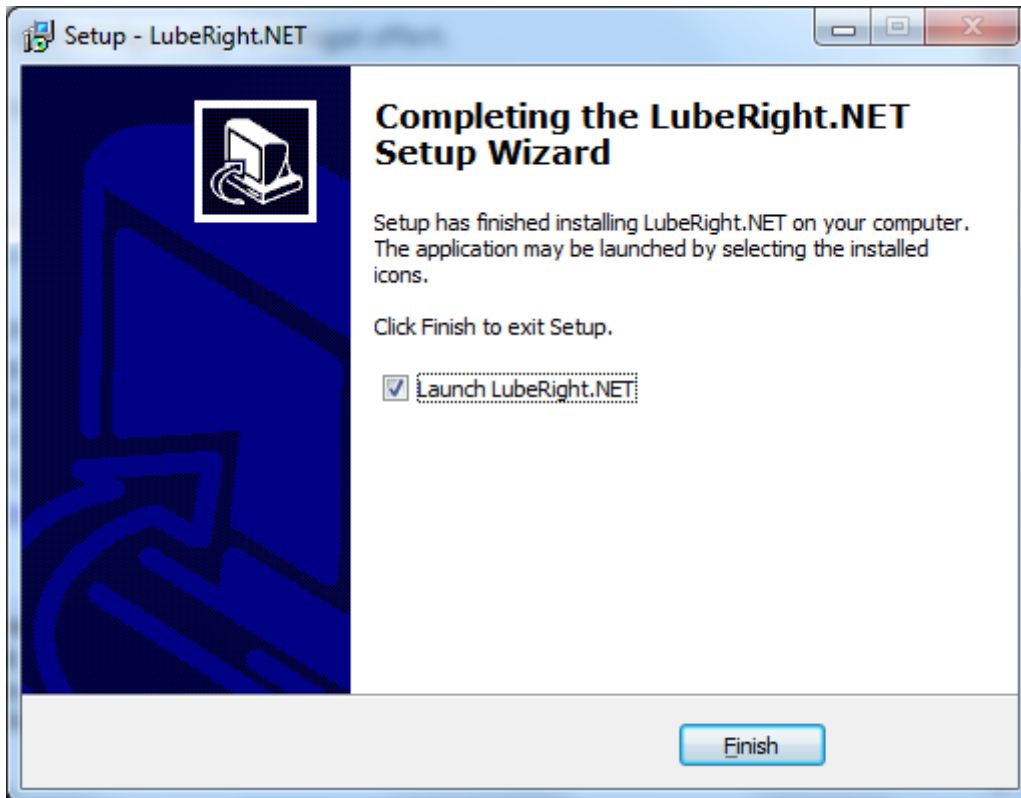 Setup - LubeRight.NET
Completing the LubeRight.NET
Setup Wizard
Setup has finished installing LubeRight.NET on your computer.
The application may be launched by selecting the installed
icons.
Click Finish to exit Setup.
Launch LubeRight.NET
Finish